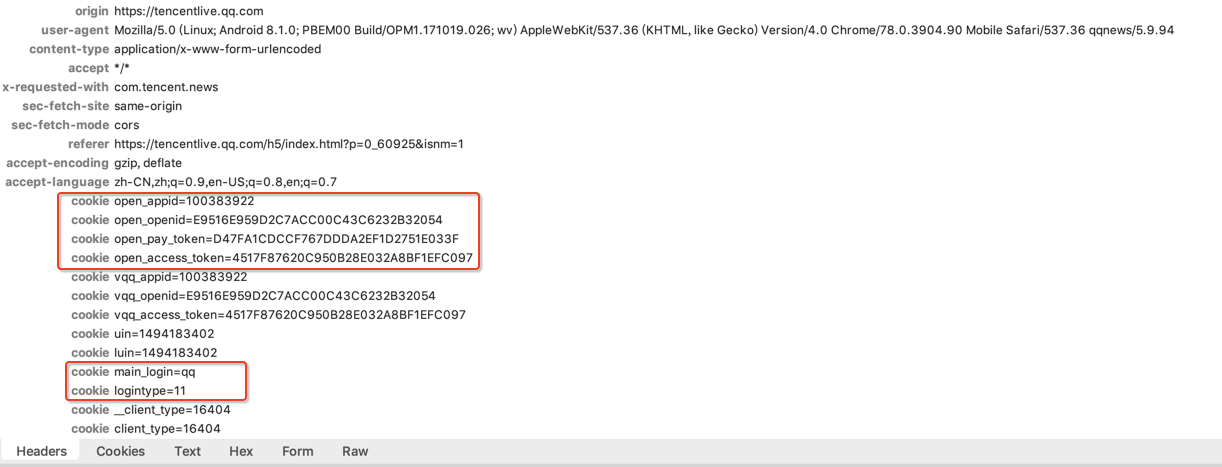 origin https://tencentlive.qq.com
user-agent Mozilla/5.0 (Linux; Android 8.1.0; PBEM00 Build/OPM1.171019.026; wv) AppleWebKit/537.36 (KHTML, like Gecko) Version/4.0 Chrome/78.0.3904.90 Mobile Safari/537.36 qqnews/5.9.94
content-type application/x-www-form-urlencoded
accept */*
x-requested-with com.tencent.news
sec-fetch-site same-origin
sec-fetch-mode cors
referer https://tencentlive.qq.com/h5/index.html?p=0_60925&isnm=1
accept-encoding gzip, deflate
accept-language zh-CN,zh;q=0.9,en-US;q=0.8,en;q=0.7
cookie open_appid=100383922
cookie open_openid=E9516E959D2C7ACC00C43C6232B32054
cookie open_pay_token=D47FA1CDCCF767DDDA2EF1D2751E033F
cookie open_access_token=4517F87620C950B28E032A8BF1EFC097
cookie vqq_appid=100383922
cookie vqq_openid=E9516E959D2C7ACC00C43C6232B32054
cookie vqq_access_token=4517F87620C950B28E032A8BF1EFC097
cookie uin=1494183402
cookie luin=1494183402
cookie main_login=qq
cookie logintype=11
cookie __client_type=16404
cookie client_type=16404
Headers Cookies Text Hex Form Raw